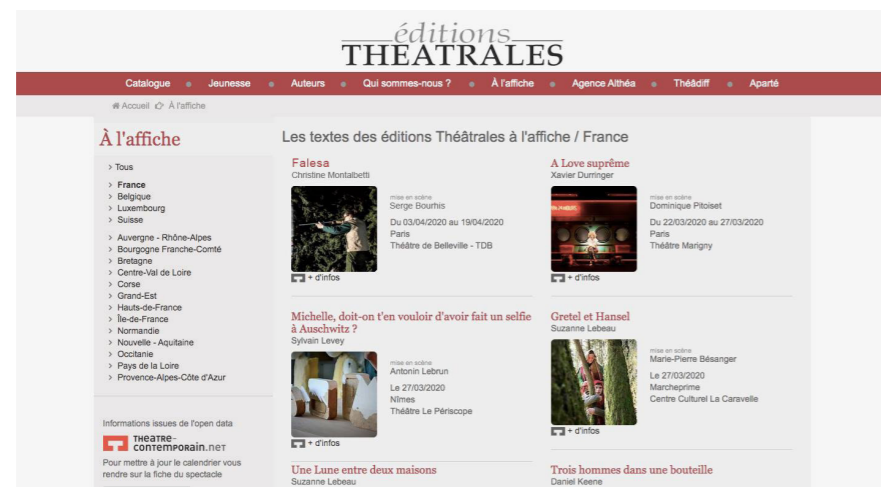 éditions
THEATRALES
Catalogue
Jeunesse
Auteurs
Qui sommes-nous ?
À l'affiche
Agence Althéa
Théâdiff
Aparté
Accueil
À l'affiche
À l'affiche
> Tous
> France
> Belgique
> Luxembourg
> Suisse
> Auvergne - Rhône-Alpes
> Bourgogne Franche-Comté
> Bretagne
> Centre-Val de Loire
> Corse
> Grand-Est
> Hauts-de-France
> Île-de-France
> Normandie
> Nouvelle - Aquitaine
> Occitanie
> Pays de la Loire
> Provence-Alpes-Côte d'Azur
Informations issues de l'open data
THeaTRe-
conTemporain.neT
Pour mettre à jour le calendrier vous
rendre sur la fiche du spectacle
Les textes des éditions Théâtrales à l'affiche / France
Falesa
Christine Montalbetti
mise en scène
Serge Bourhis
Du 03/04/2020 au 19/04/2020
Paris
Théâtre de Belleville - TDB
+ d'infos
A Love suprême
Xavier Durringer
mise en scène
Dominique Pitoiset
Du 22/03/2020 au 27/03/2020
Paris
Théâtre Marigny
+ d'infos
Michelle, doit-on t'en vouloir d'avoir fait un selfie
à Auschwitz ?
Sylvain Levey
mise en scène
Antonin Lebrun
Le 27/03/2020
Nîmes
Théâtre Le Périscope
+ d'infos
Gretel et Hansel
Suzanne Lebeau
mise en scène
Marie-Pierre Bésanger
Le 27/03/2020
Marcheprime
Centre Culturel La Caravelle
+ d'infos
Une Lune entre deux maisons
Suzanne Lebeau
Trois hommes dans une bouteille
Daniel Keene